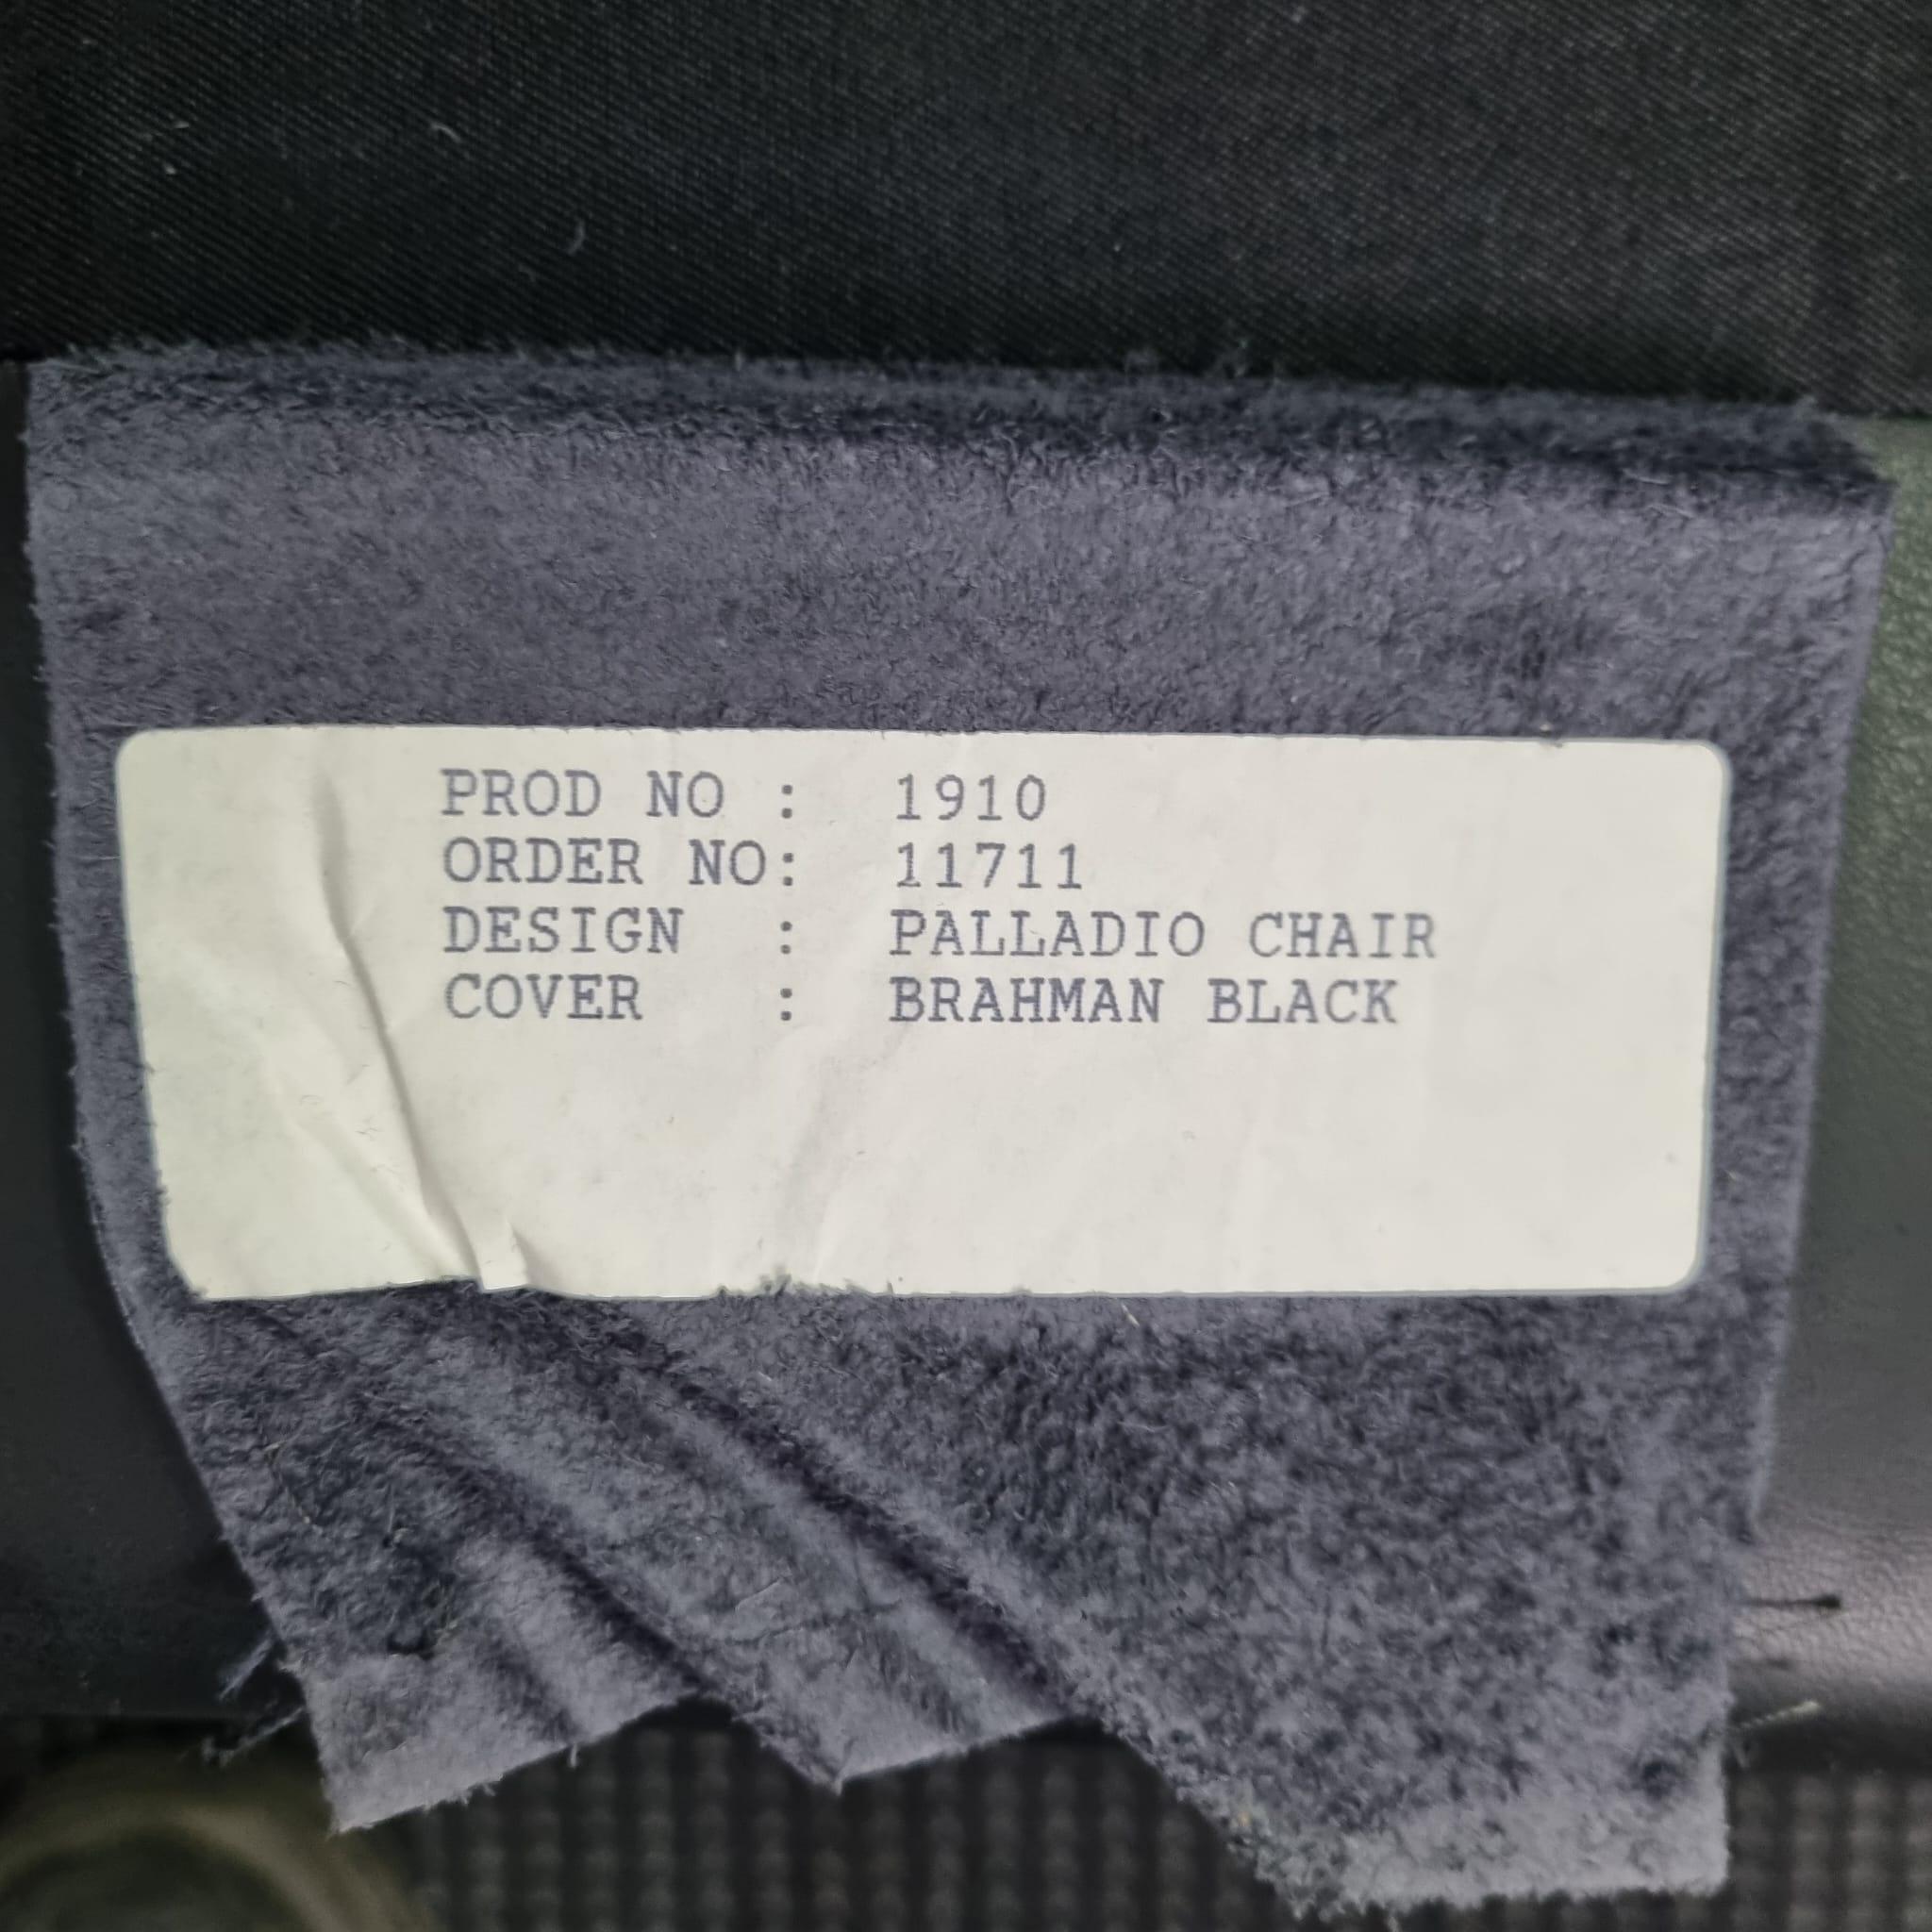 PROD NO : 1910
ORDER NO: 11711
DESIGN : PALLADIO CHAIR
COVER : BRAHMAN BLACK